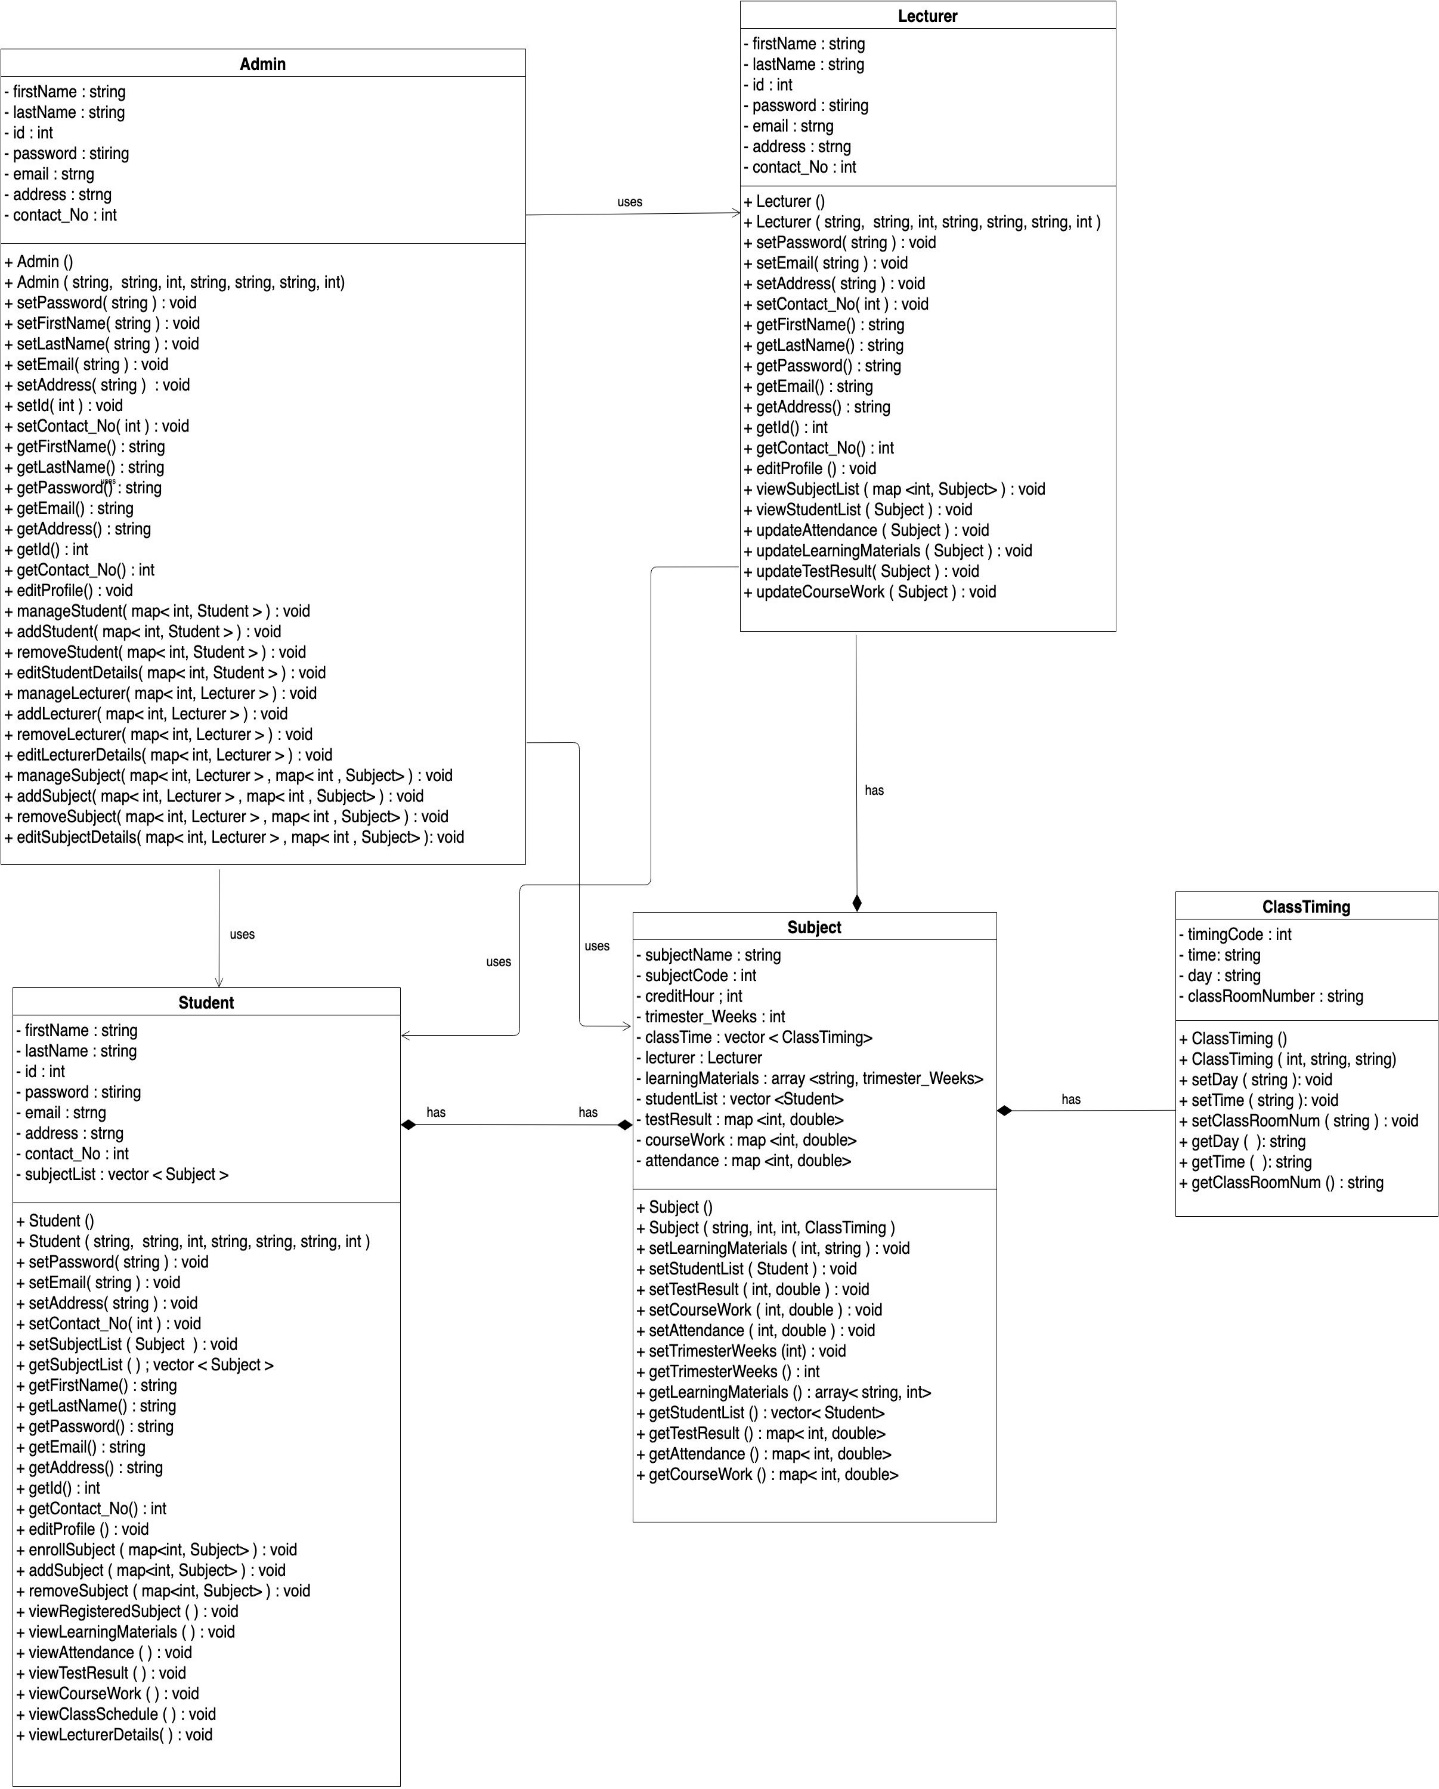 Lecturer
- firstName : string
- lastName : string
- id : int
- password : stiring
- email : strng
- address : strng
- contact_No : int
+ Lecturer ()
+ Lecturer ( string,  string, int, string, string, string, int )
+ setPassword( string ) : void
+ setEmail( string ) : void
+ setAddress( string ) : void
+ setContact_No( int ) : void
+ getFirstName() : string
+ getLastName() : string
+ getPassword() : string
+ getEmail() : string
+ getAddress() : string
+ getId() : int
+ getContact_No() : int
+ editProfile () : void
+ viewSubjectList ( map <int, Subject> ) : void
+ viewStudentList ( Subject ) : void
+ updateAttendance ( Subject ) : void
+ updateLearningMaterials ( Subject ) : void
+ updateTestResult( Subject ) : void
+ updateCourseWork ( Subject ) : void
Admin
- firstName : string
- lastName : string
- id : int
- password : stiring
- email : strng
- address : strng
- contact_No : int
+ Admin ()
+ Admin ( string,  string, int, string, string, string, int)
+ setPassword( string ) : void
+ setFirstName( string ) : void
+ setLastName( string ) : void
+ setEmail( string ) : void
+ setAddress( string )  : void
+ setId( int ) : void
+ setContact_No( int ) : void
+ getFirstName() : string
+ getLastName() : string
uses
+ getPassword() : string
+ getEmail() : string
+ getAddress() : string
+ getId() : int
+ getContact_No() : int
+ editProfile() : void
+ manageStudent( map< int, Student > ) : void
+ addStudent( map< int, Student > ) : void
+ removeStudent( map< int, Student > ) : void
+ editStudentDetails( map< int, Student > ) : void
+ manageLecturer( map< int, Lecturer > ) : void
+ addLecturer( map< int, Lecturer > ) : void
+ removeLecturer( map< int, Lecturer > ) : void
+ editLecturerDetails( map< int, Lecturer > ) : void
+ manageSubject( map< int, Lecturer > , map< int , Subject> ) : void
+ addSubject( map< int, Lecturer > , map< int , Subject> ) : void
+ removeSubject( map< int, Lecturer > , map< int , Subject> ) : void
+ editSubjectDetails( map< int, Lecturer > , map< int , Subject> ): void
uses
has
uses
uses
uses
Student
- firstName : string
- lastName : string
- id : int
- password : stiring
- email : strng
- address : strng
- contact_No : int
- subjectList : vector < Subject >
+ Student ()
+ Student ( string,  string, int, string, string, string, int )
+ setPassword( string ) : void
+ setEmail( string ) : void
+ setAddress( string ) : void
+ setContact_No( int ) : void
+ setSubjectList ( Subject  ) : void
+ getSubjectList ( ) ; vector < Subject >
+ getFirstName() : string
+ getLastName() : string
+ getPassword() : string
+ getEmail() : string
+ getAddress() : string
+ getId() : int
+ getContact_No() : int
+ editProfile () : void
+ enrollSubject ( map<int, Subject> ) : void
+ addSubject ( map<int, Subject> ) : void
+ removeSubject ( map<int, Subject> ) : void
+ viewRegisteredSubject ( ) : void
+ viewLearningMaterials ( ) : void
+ viewAttendance ( ) : void
+ viewTestResult ( ) : void
+ viewCourseWork ( ) : void
+ viewClassSchedule ( ) : void
+ viewLecturerDetails( ) : void
has
has
Subject
- subjectName : string
- subjectCode : int
- creditHour ; int
- trimester_Weeks : int
- classTime : vector < ClassTiming>
- lecturer : Lecturer
- learningMaterials : array <string, trimester_Weeks>
- studentList : vector <Student>
- testResult : map <int, double>
- courseWork : map <int, double>
- attendance : map <int, double>
+ Subject ()
+ Subject ( string, int, int, ClassTiming )
+ setLearningMaterials ( int, string ) : void
+ setStudentList ( Student ) : void
+ setTestResult ( int, double ) : void
+ setCourseWork ( int, double ) : void
+ setAttendance ( int, double ) : void
+ setTrimesterWeeks (int) : void
+ getTrimesterWeeks () : int
+ getLearningMaterials () : array< string, int>
+ getStudentList () : vector< Student>
+ getTestResult () : map< int, double>
+ getAttendance () : map< int, double>
+ getCourseWork () : map< int, double>
has
ClassTiming
- timingCode : int
- time: string
- day : string
- classRoomNumber : string
+ ClassTiming ()
+ ClassTiming ( int, string, string)
+ setDay ( string ): void
+ setTime ( string ): void
+ setClassRoomNum ( string ) : void
+ getDay (  ): string
+ getTime (  ): string
+ getClassRoomNum () : string